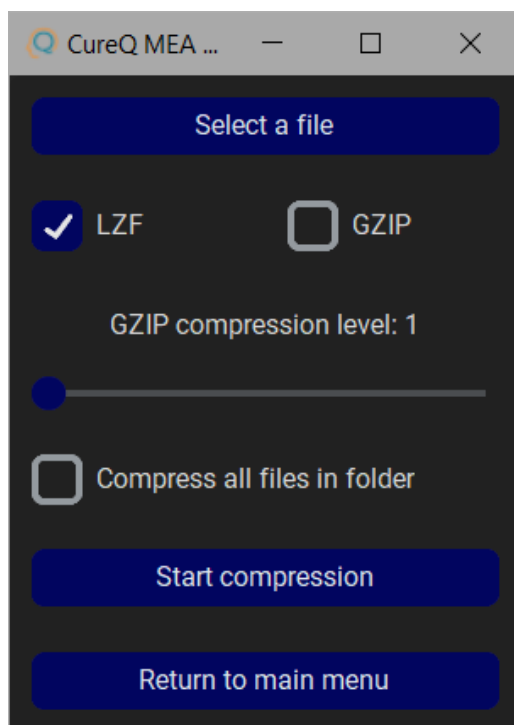 CureQ MEA ...
Select a file
LZF
GZIP
GZIP compression level: 1
Compress all files in folder
Start compression
Return to main menu